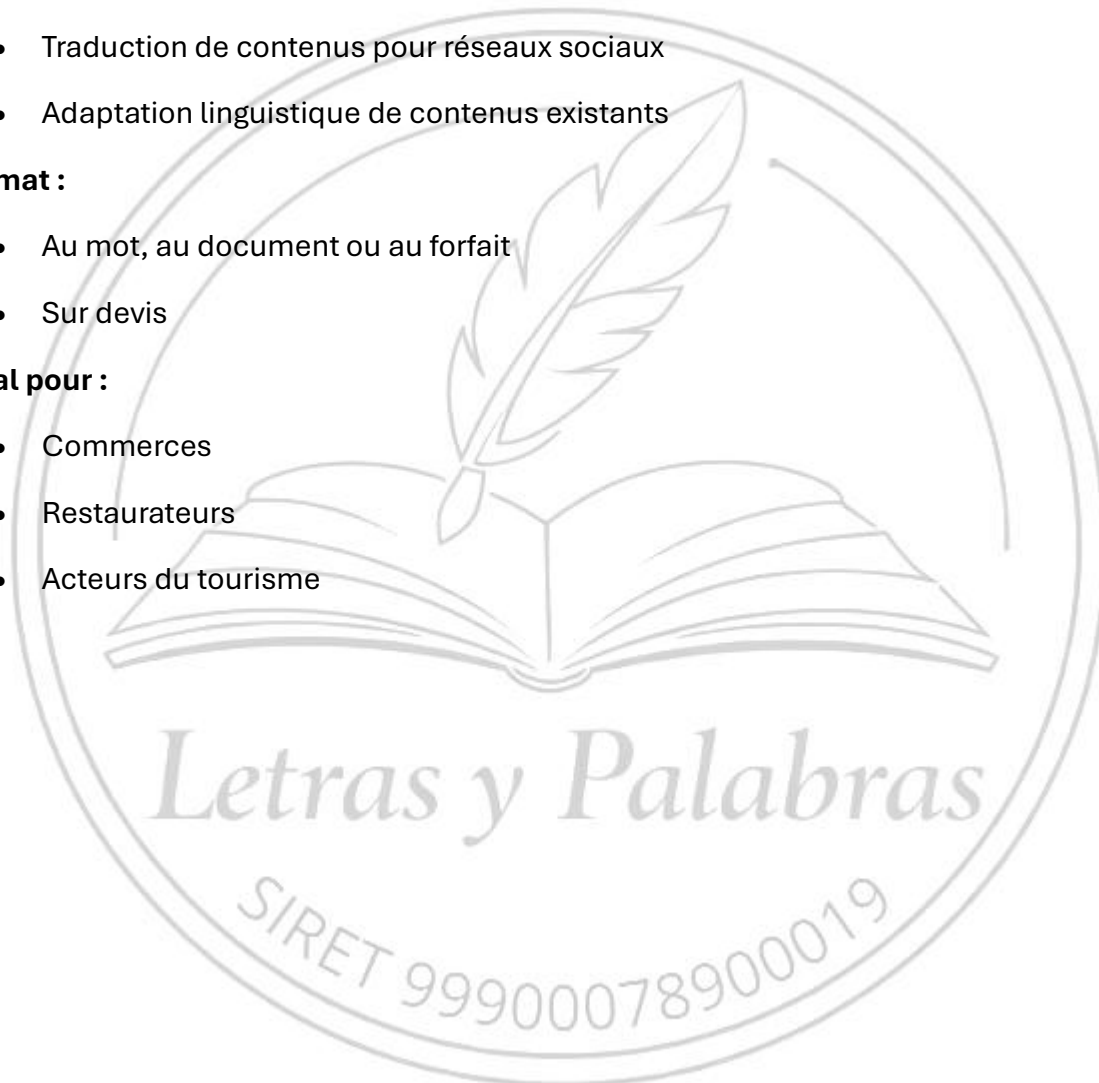 • Traduction de contenus pour réseaux sociaux
• Adaptation linguistique de contenus existants
mat :
• Au mot, au document ou au forfait
• Sur devis
al pour :
• Commerces
• Restaurateurs
• Acteurs du tourisme
Letras y Palabras
SIRET 99900078900019